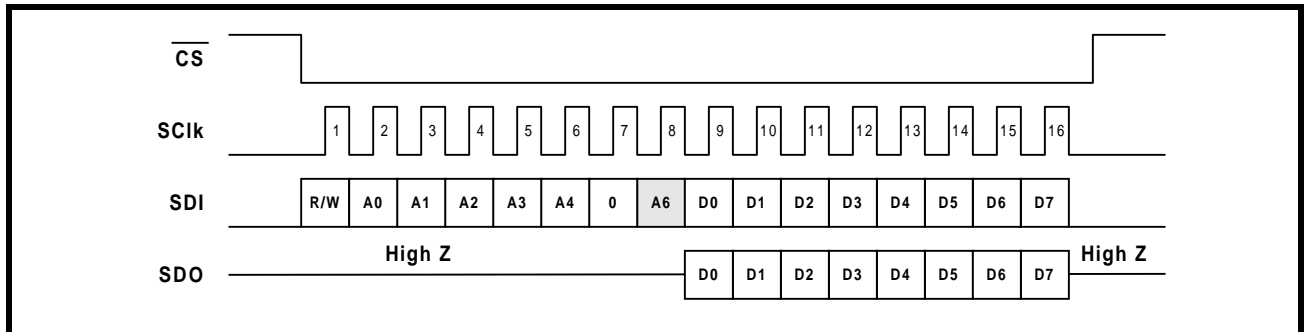 CS
SClk 1 2 3 4 5 6 7 8 9 10 11 12 13 14 15 16
SDI R/W A0 A1 A2 A3 A4 0 A6 D0 D1 D2 D3 D4 D5 D6 D7
High Z High Z
SDO D0 D1 D2 D3 D4 D5 D6 D7